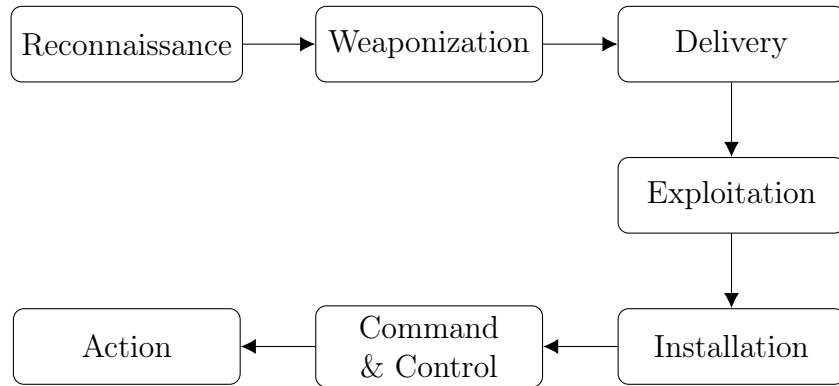 Reconnaissance
Weaponization
Delivery
Exploitation
Installation
Command
& Control
Action